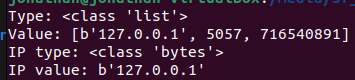 Type: <class 'list'>
Value: [b'127.0.0.1', 5057, 716540891]
IP type: <class 'bytes'>
IP value: b'127.0.0.1'